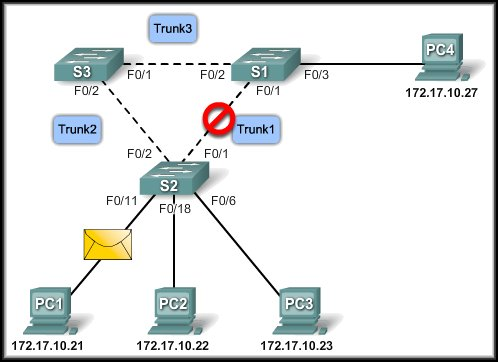 Trunk3
S3
F0/1
F0/2
S1
F0/3
PC4
F0/2
F0/1
172.17.10.27
Trunk2
Trunk1
F0/2
F0/1
S2
F0/11
F0/18
F0/6
PC1
PC2
PC3
172.17.10.21
172.17.10.22
172.17.10.23